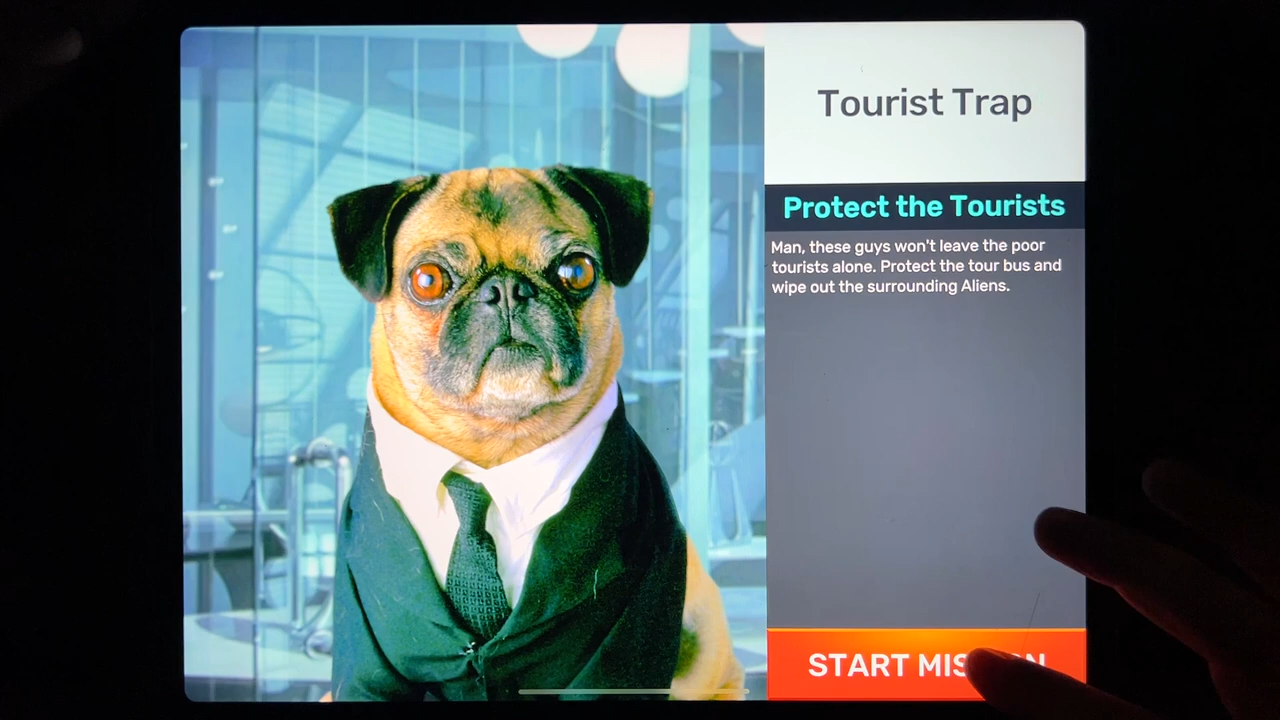 Tourist Trap
Protect the Tourists
Man, these guys won't leave the poor
tourists alone. Protect the tour bus and
wipe out the surrounding Aliens.
START MISSION